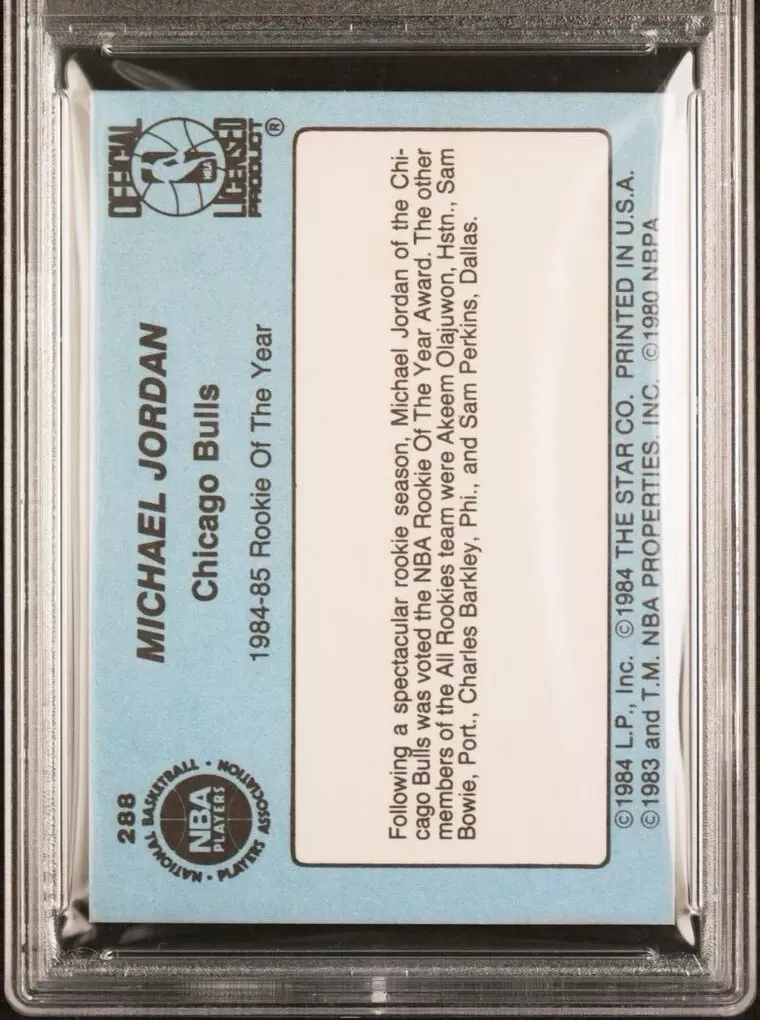 288
NATIONAL BASKETBALL
NBA
PLAYERS
PLAYERS ASSOCIATION
MICHAEL JORDAN
Chicago Bulls
1984-85 Rookie Of The Year
OFFICIAL
NBA
LICENSED
PRODUCT ®
Following a spectacular rookie season, Michael Jordan of the Chi-
cago Bulls was voted the NBA Rookie Of The Year Award. The other
members of the All Rookies team were Akeem Olajuwon, Hstn., Sam
Bowie, Port., Charles Barkley, Phi., and Sam Perkins, Dallas.
©1984 L.P., Inc. ©1984 THE STAR CO. PRINTED IN U.S.A.
©1983 and T.M. NBA PROPERTIES, INC. ©1980 NBPA